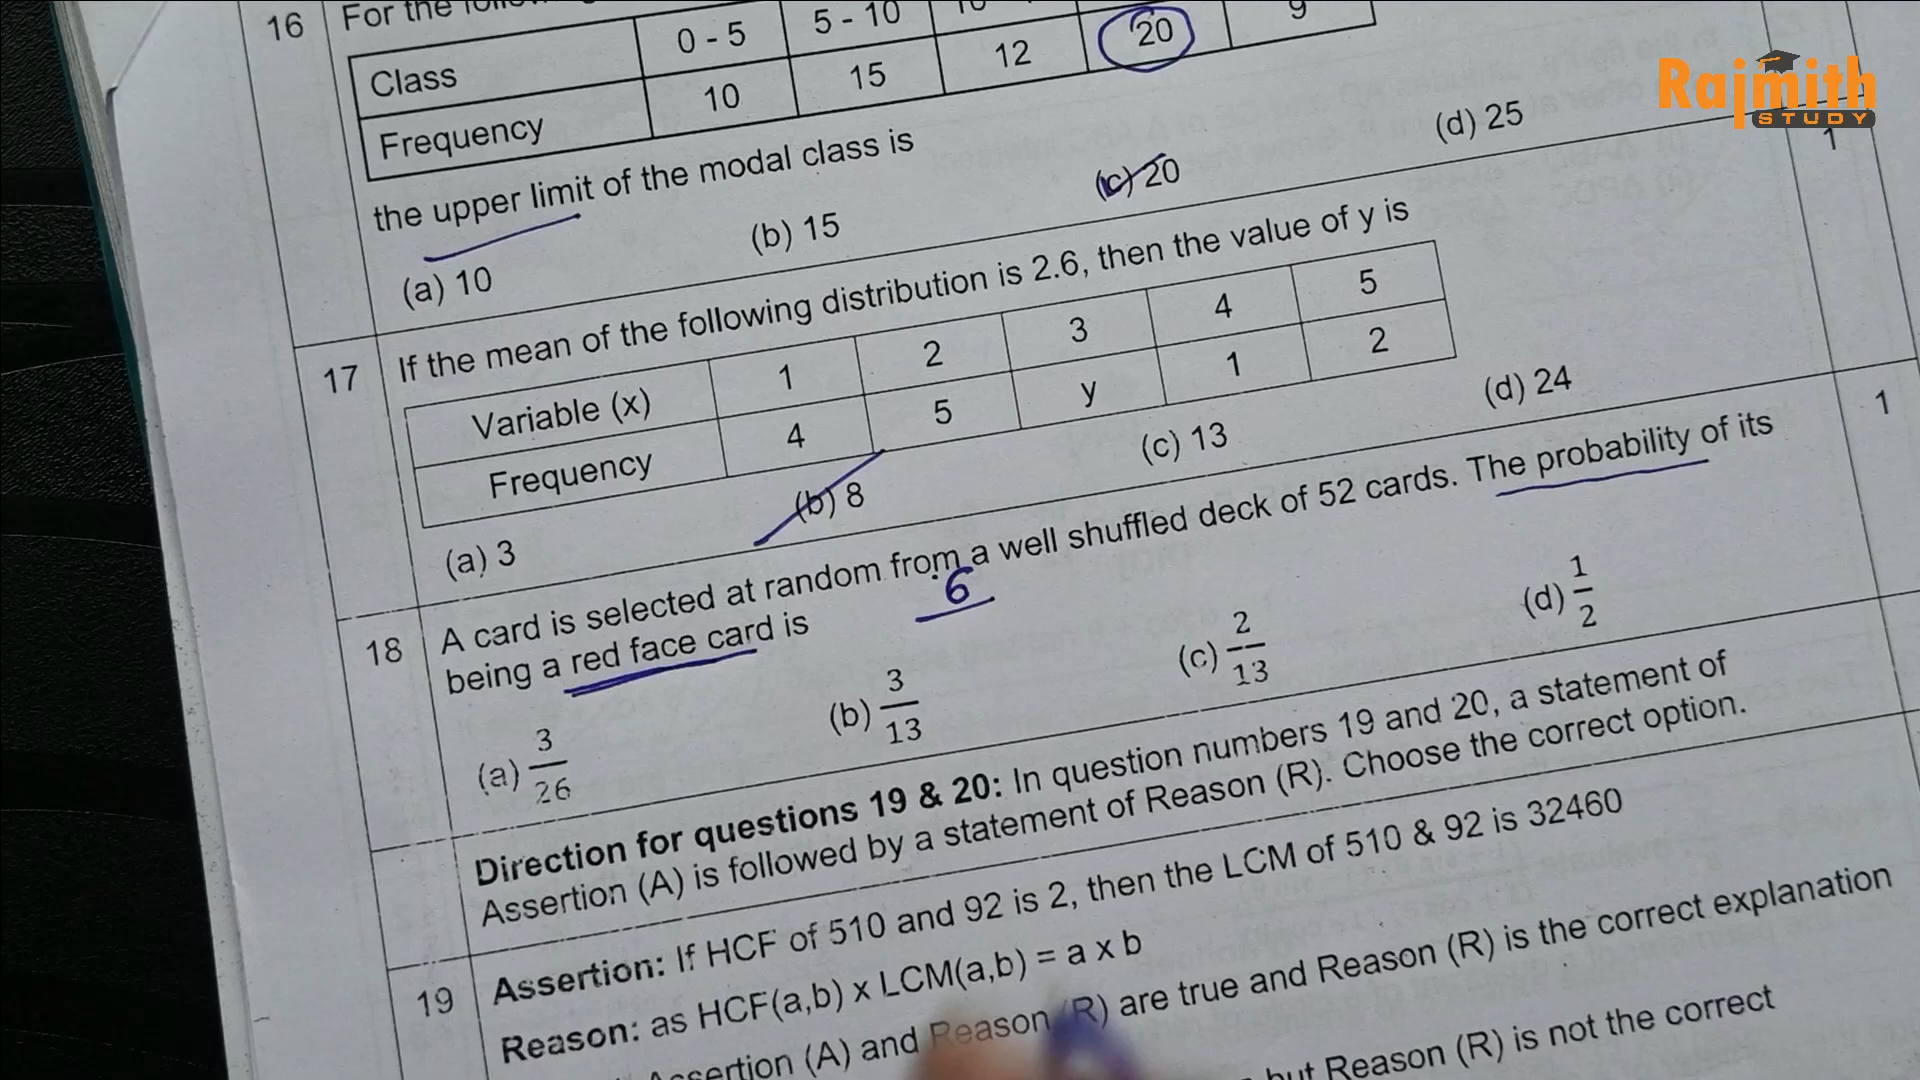 Rajmith
STUDY
16 For the
Class 0 - 5 5 - 10
Frequency 10 15 12 20 9
the upper limit of the modal class is
(a) 10 (b) 15 (c) 20 (d) 25
1
17 If the mean of the following distribution is 2.6, then the value of y is
Variable (x) 1 2 3 4 5
Frequency 4 5 y 1 2
(a) 3 (b) 8 (c) 13 (d) 24
1
18 A card is selected at random from a well shuffled deck of 52 cards. The probability of its
being a red face card is
6
(a) 3/26 (b) 3/13 (c) 2/13 (d) 1/2
Direction for questions 19 & 20: In question numbers 19 and 20, a statement of
Assertion (A) is followed by a statement of Reason (R). Choose the correct option.
19 Assertion: If HCF of 510 and 92 is 2, then the LCM of 510 & 92 is 32460
Reason: as HCF(a,b) x LCM(a,b) = a x b
Assertion (A) and Reason (R) are true and Reason (R) is the correct explanation
but Reason (R) is not the correct